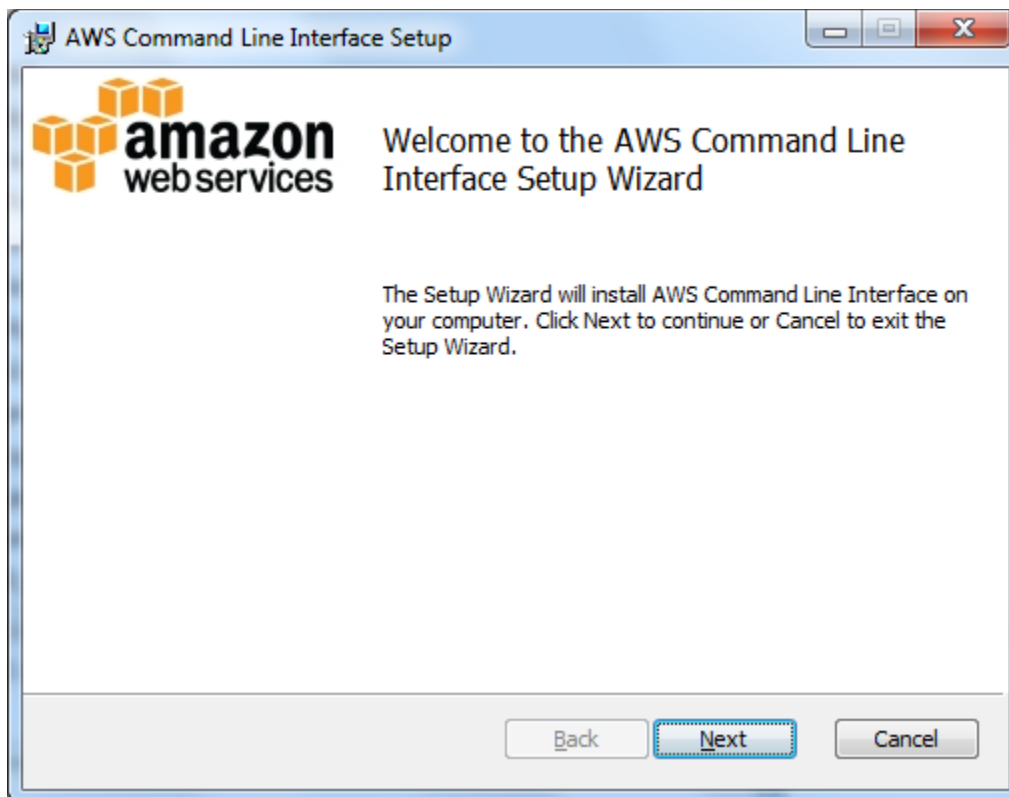 AWS Command Line Interface Setup
amazon
webservices
Welcome to the AWS Command Line
Interface Setup Wizard
The Setup Wizard will install AWS Command Line Interface on
your computer. Click Next to continue or Cancel to exit the
Setup Wizard.
Back Next Cancel